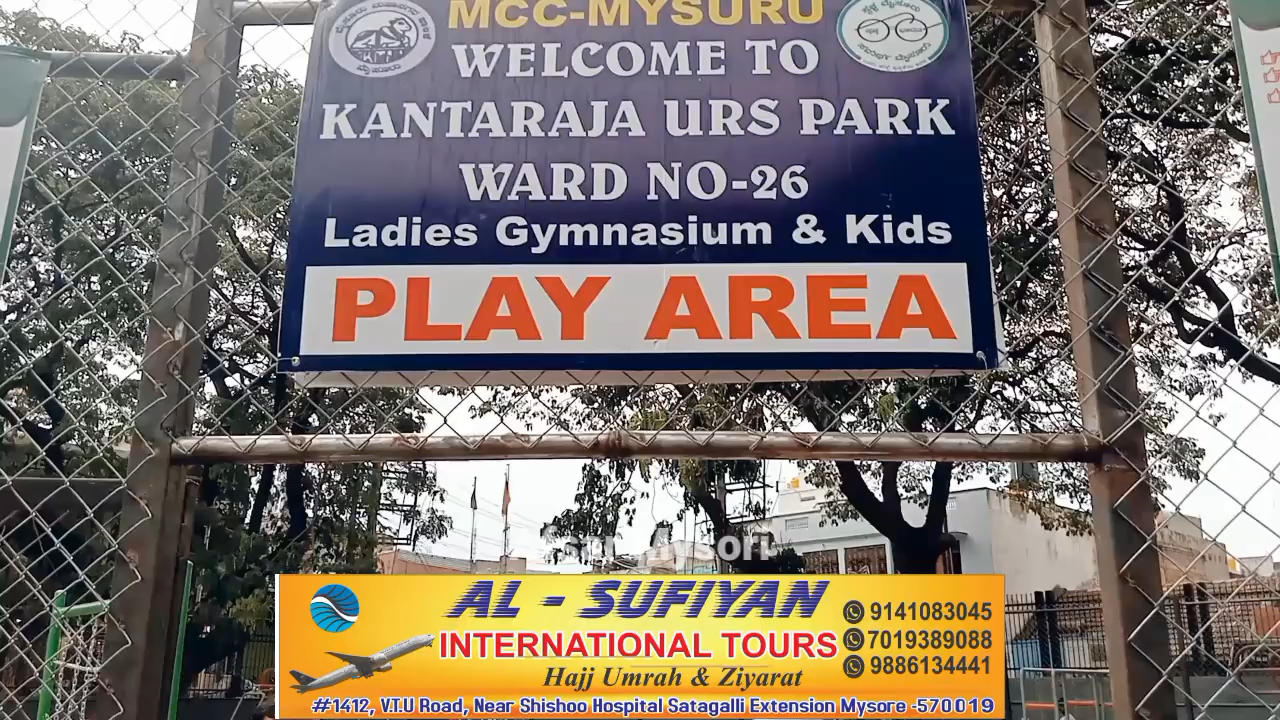 MCC-MYSURU
WELCOME TO
KANTARAJA URS PARK
WARD NO-26
Ladies Gymnasium & Kids
PLAY AREA
AL - SUFIYAN
INTERNATIONAL TOURS
Hajj Umrah & Ziyarat
9141083045
7019389088
9886134441
#1412, V.T.U Road, Near Shishoo Hospital Satagalli Extension Mysore -570019